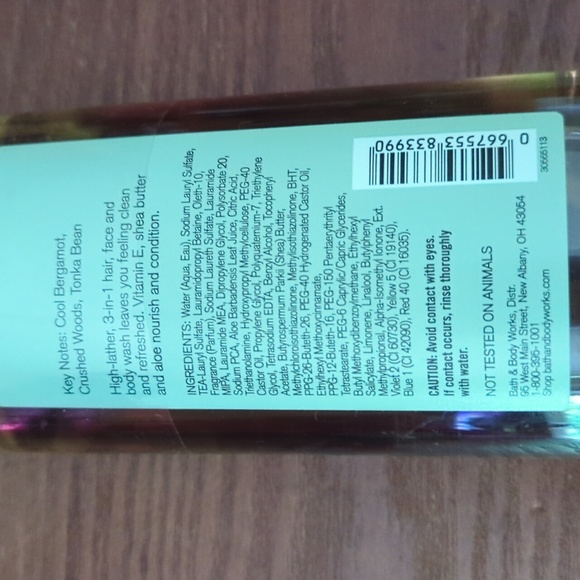 Key Notes: Cool Bergamot,
Crushed Woods, Tonka Bean
High-lather, 3-in-1 hair, face and
body wash leaves you feeling clean
and refreshed. Vitamin E, shea butter
and aloe nourish and condition.
INGREDIENTS: Water (Aqua, Eau), Sodium Lauryl Sulfate,
TEA-Lauryl Sulfate, Lauramidopropyl Betaine, Oleth-10,
Fragrance (Parfum), Sodium Laureth Sulfate, Lauramide
MIPA, Lauramide MEA, Dipropylene Glycol, Polysorbate 20,
Sodium PCA, Aloe Barbadensis Leaf Juice, Citric Acid,
Triethanolamine, Hydroxypropyl Methylcellulose, PEG-40
Castor Oil, Propylene Glycol, Polyquaternium-7, Triethylene
Glycol, Tetrasodium EDTA, Benzyl Alcohol, Tocopheryl
Acetate, Butyrospermum Parkii (Shea) Butter,
Methylchloroisothiazolinone, Methylisothiazolinone, BHT,
PPG-26-Buteth-26, PEG-40 Hydrogenated Castor Oil,
Ethylhexyl Methoxycinnamate,
PPG-12-Buteth-16, PEG-150 Pentaerythrityl
Tetrastearate, PEG-6 Caprylic/Capric Glycerides,
Butyl Methoxydibenzoylmethane, Ethylhexyl
Salicylate, Limonene, Linalool, Butylphenyl
Methylpropional, Alpha-Isomethyl Ionone, Ext.
Violet 2 (CI 60730), Yellow 5 (CI 19140),
Blue 1 (CI 42090), Red 40 (CI 16035).
CAUTION: Avoid contact with eyes.
If contact occurs, rinse thoroughly
with water.
NOT TESTED ON ANIMALS
Bath & Body Works, Distr.
95 West Main Street, New Albany, OH 43054
1-800-395-1001
Shop bathandbodyworks.com
0 667553 833990
30665113